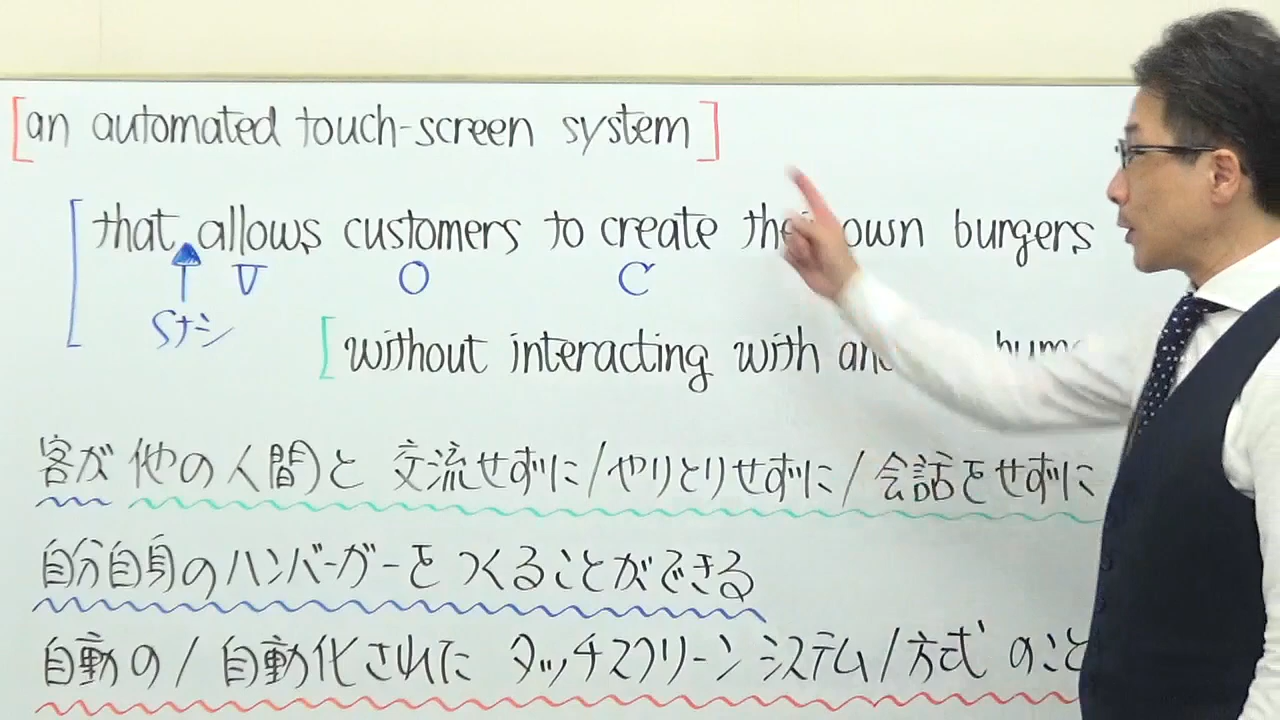 [an automated touch-screen system]
[that allows customers to create own burgers
V O C
Sナシ
[without interacting with
客が 他の人間と 交流せずに/やりとりせずに/会話をせずに
自分自身のハンバーガーを つくることができる
自動の/自動化された タッチスクリーンシステム/方式 のこと